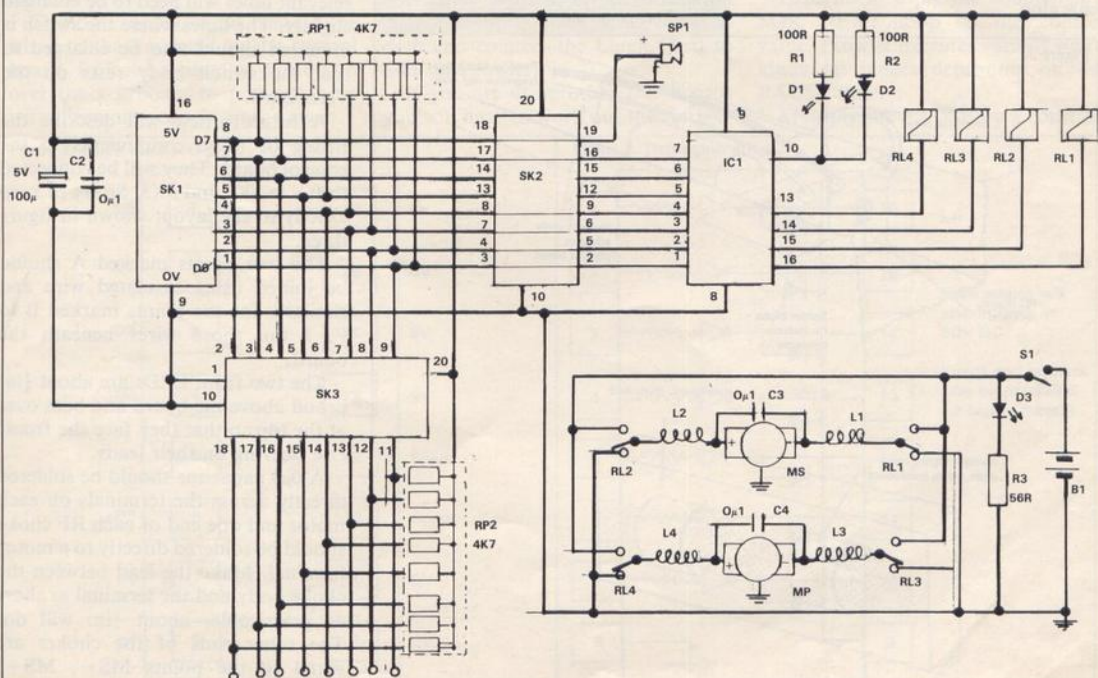 RP1 4K7
SP1
+
100R
R1
100R
R2
D1
D2
RL4
RL3
RL2
RL1
16
5V
8
7
6
5
4
3
2
1
D8
0V
9
SK1
C1
5V
100µ
C2
0µ1
20
18
17
14
13
8
7
4
3
SK2
19
16
15
12
9
6
5
2
10
9
7
6
5
4
3
2
1
IC1
10
13
14
15
16
8
2
3
4
5
6
7
8
9
1
10
20
SK3
18
17
16
15
14
13
12
11
RP2
4K7
S1
0µ1
C3
L2
L1
+
MS
RL2
RL1
D3
R3
56R
B1
0µ1
C4
L4
L3
+
MP
RL4
RL3